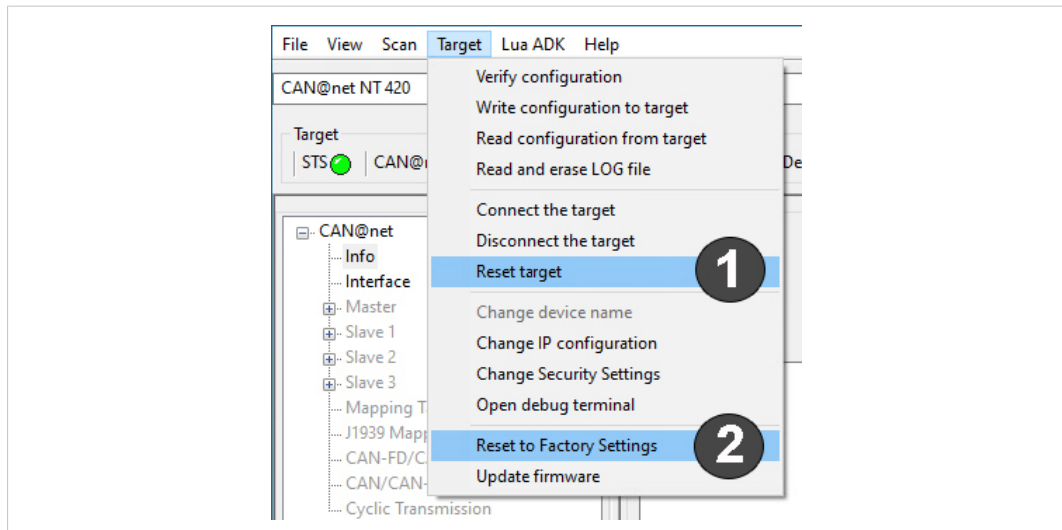 File View Scan Target Lua ADK Help
CAN@net NT 420
Target
STS CAN@
De
Verify configuration
Write configuration to target
Read configuration from target
Read and erase LOG file
Connect the target
Disconnect the target
Reset target
1
Change device name
Change IP configuration
Change Security Settings
Open debug terminal
Reset to Factory Settings
2
Update firmware
CAN@net
Info
Interface
Master
Slave 1
Slave 2
Slave 3
Mapping T
J1939 Mapp
CAN-FD/C
CAN/CAN-
Cyclic Transmission